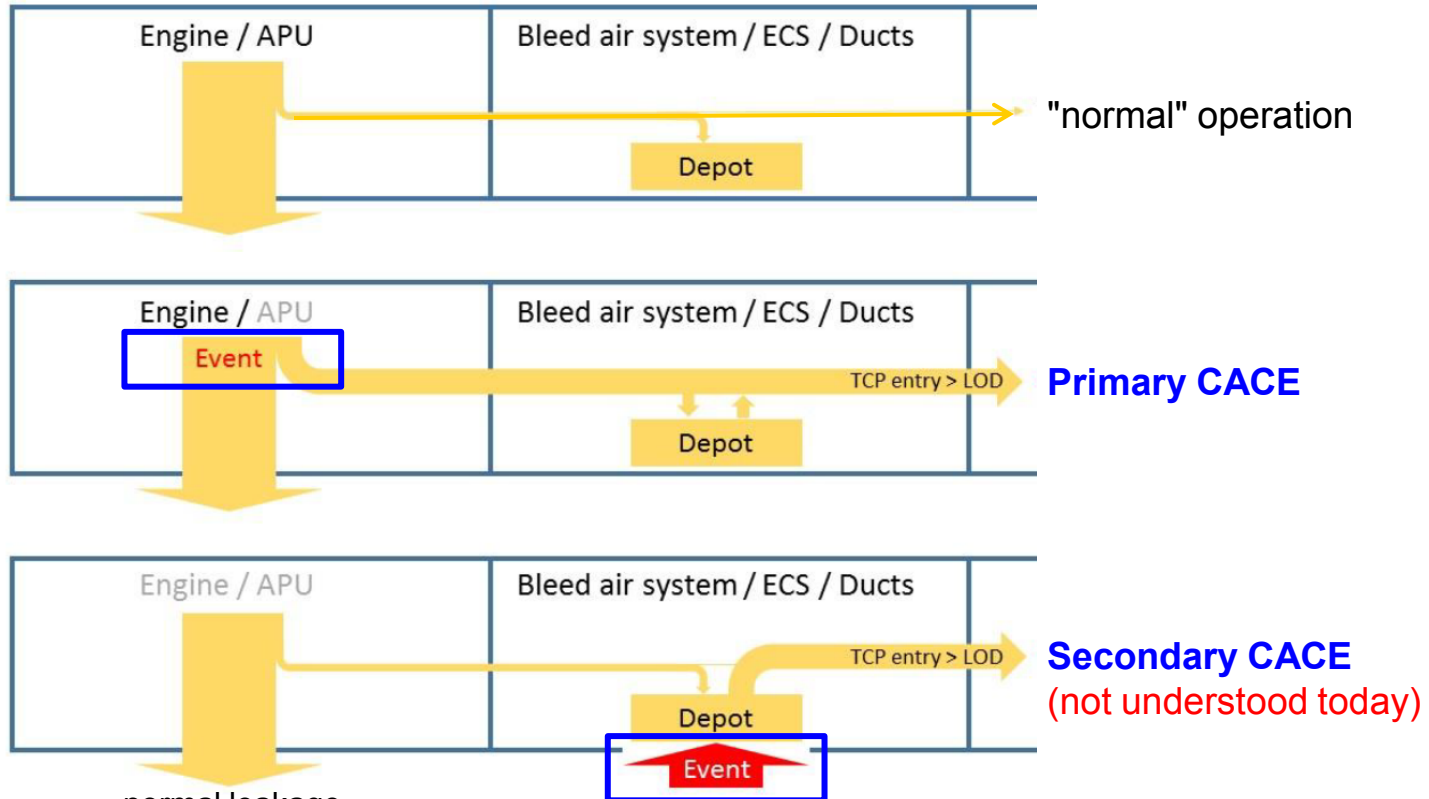 Engine / APU
Bleed air system / ECS / Ducts
"normal" operation
Depot
Engine / APU
Bleed air system / ECS / Ducts
Event
TCP entry > LOD
Primary CACE
Depot
Engine / APU
Bleed air system / ECS / Ducts
TCP entry > LOD
Secondary CACE
(not understood today)
Depot
Event
normal leakage